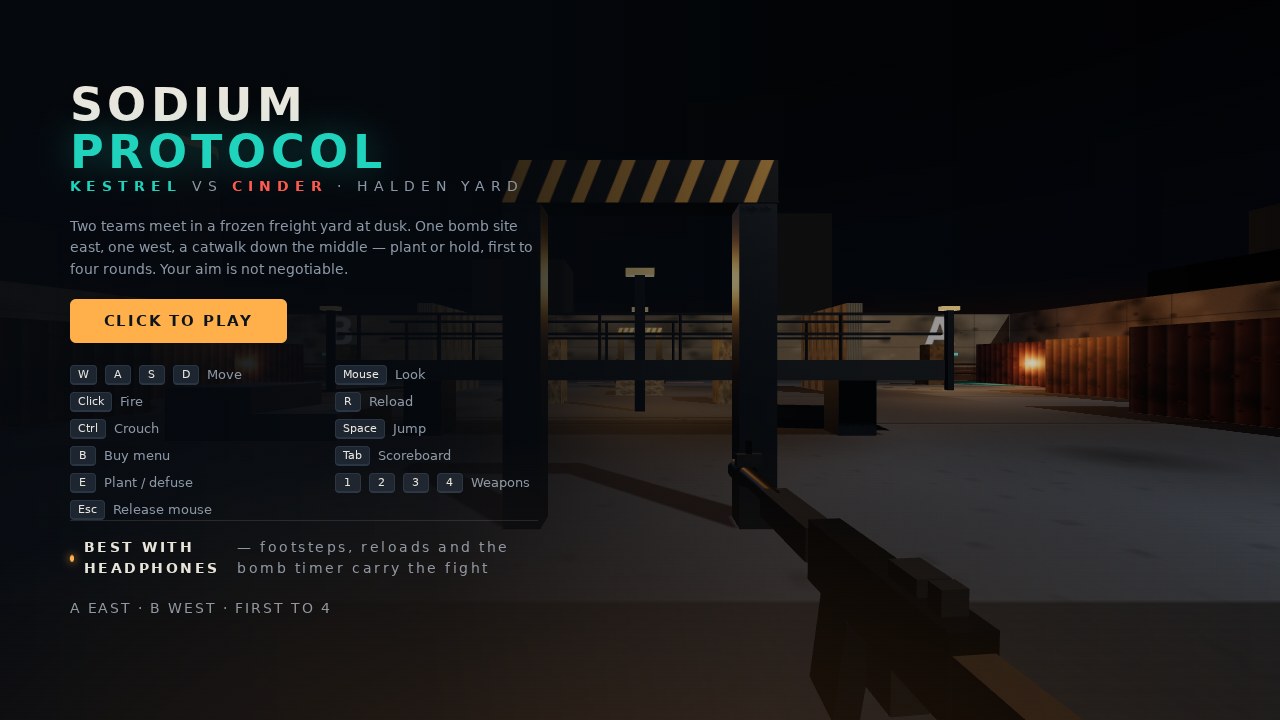 SODIUM
PROTOCOL
KESTREL VS CINDER · HALDEN YARD
Two teams meet in a frozen freight yard at dusk. One bomb site
east, one west, a catwalk down the middle — plant or hold, first to
four rounds. Your aim is not negotiable.
CLICK TO PLAY
W A S D Move
Mouse Look
Click Fire
R Reload
Ctrl Crouch
Space Jump
B Buy menu
Tab Scoreboard
E Plant / defuse
1 2 3 4 Weapons
Esc Release mouse
BEST WITH
HEADPHONES
— footsteps, reloads and the
bomb timer carry the fight
A EAST · B WEST · FIRST TO 4
B
A